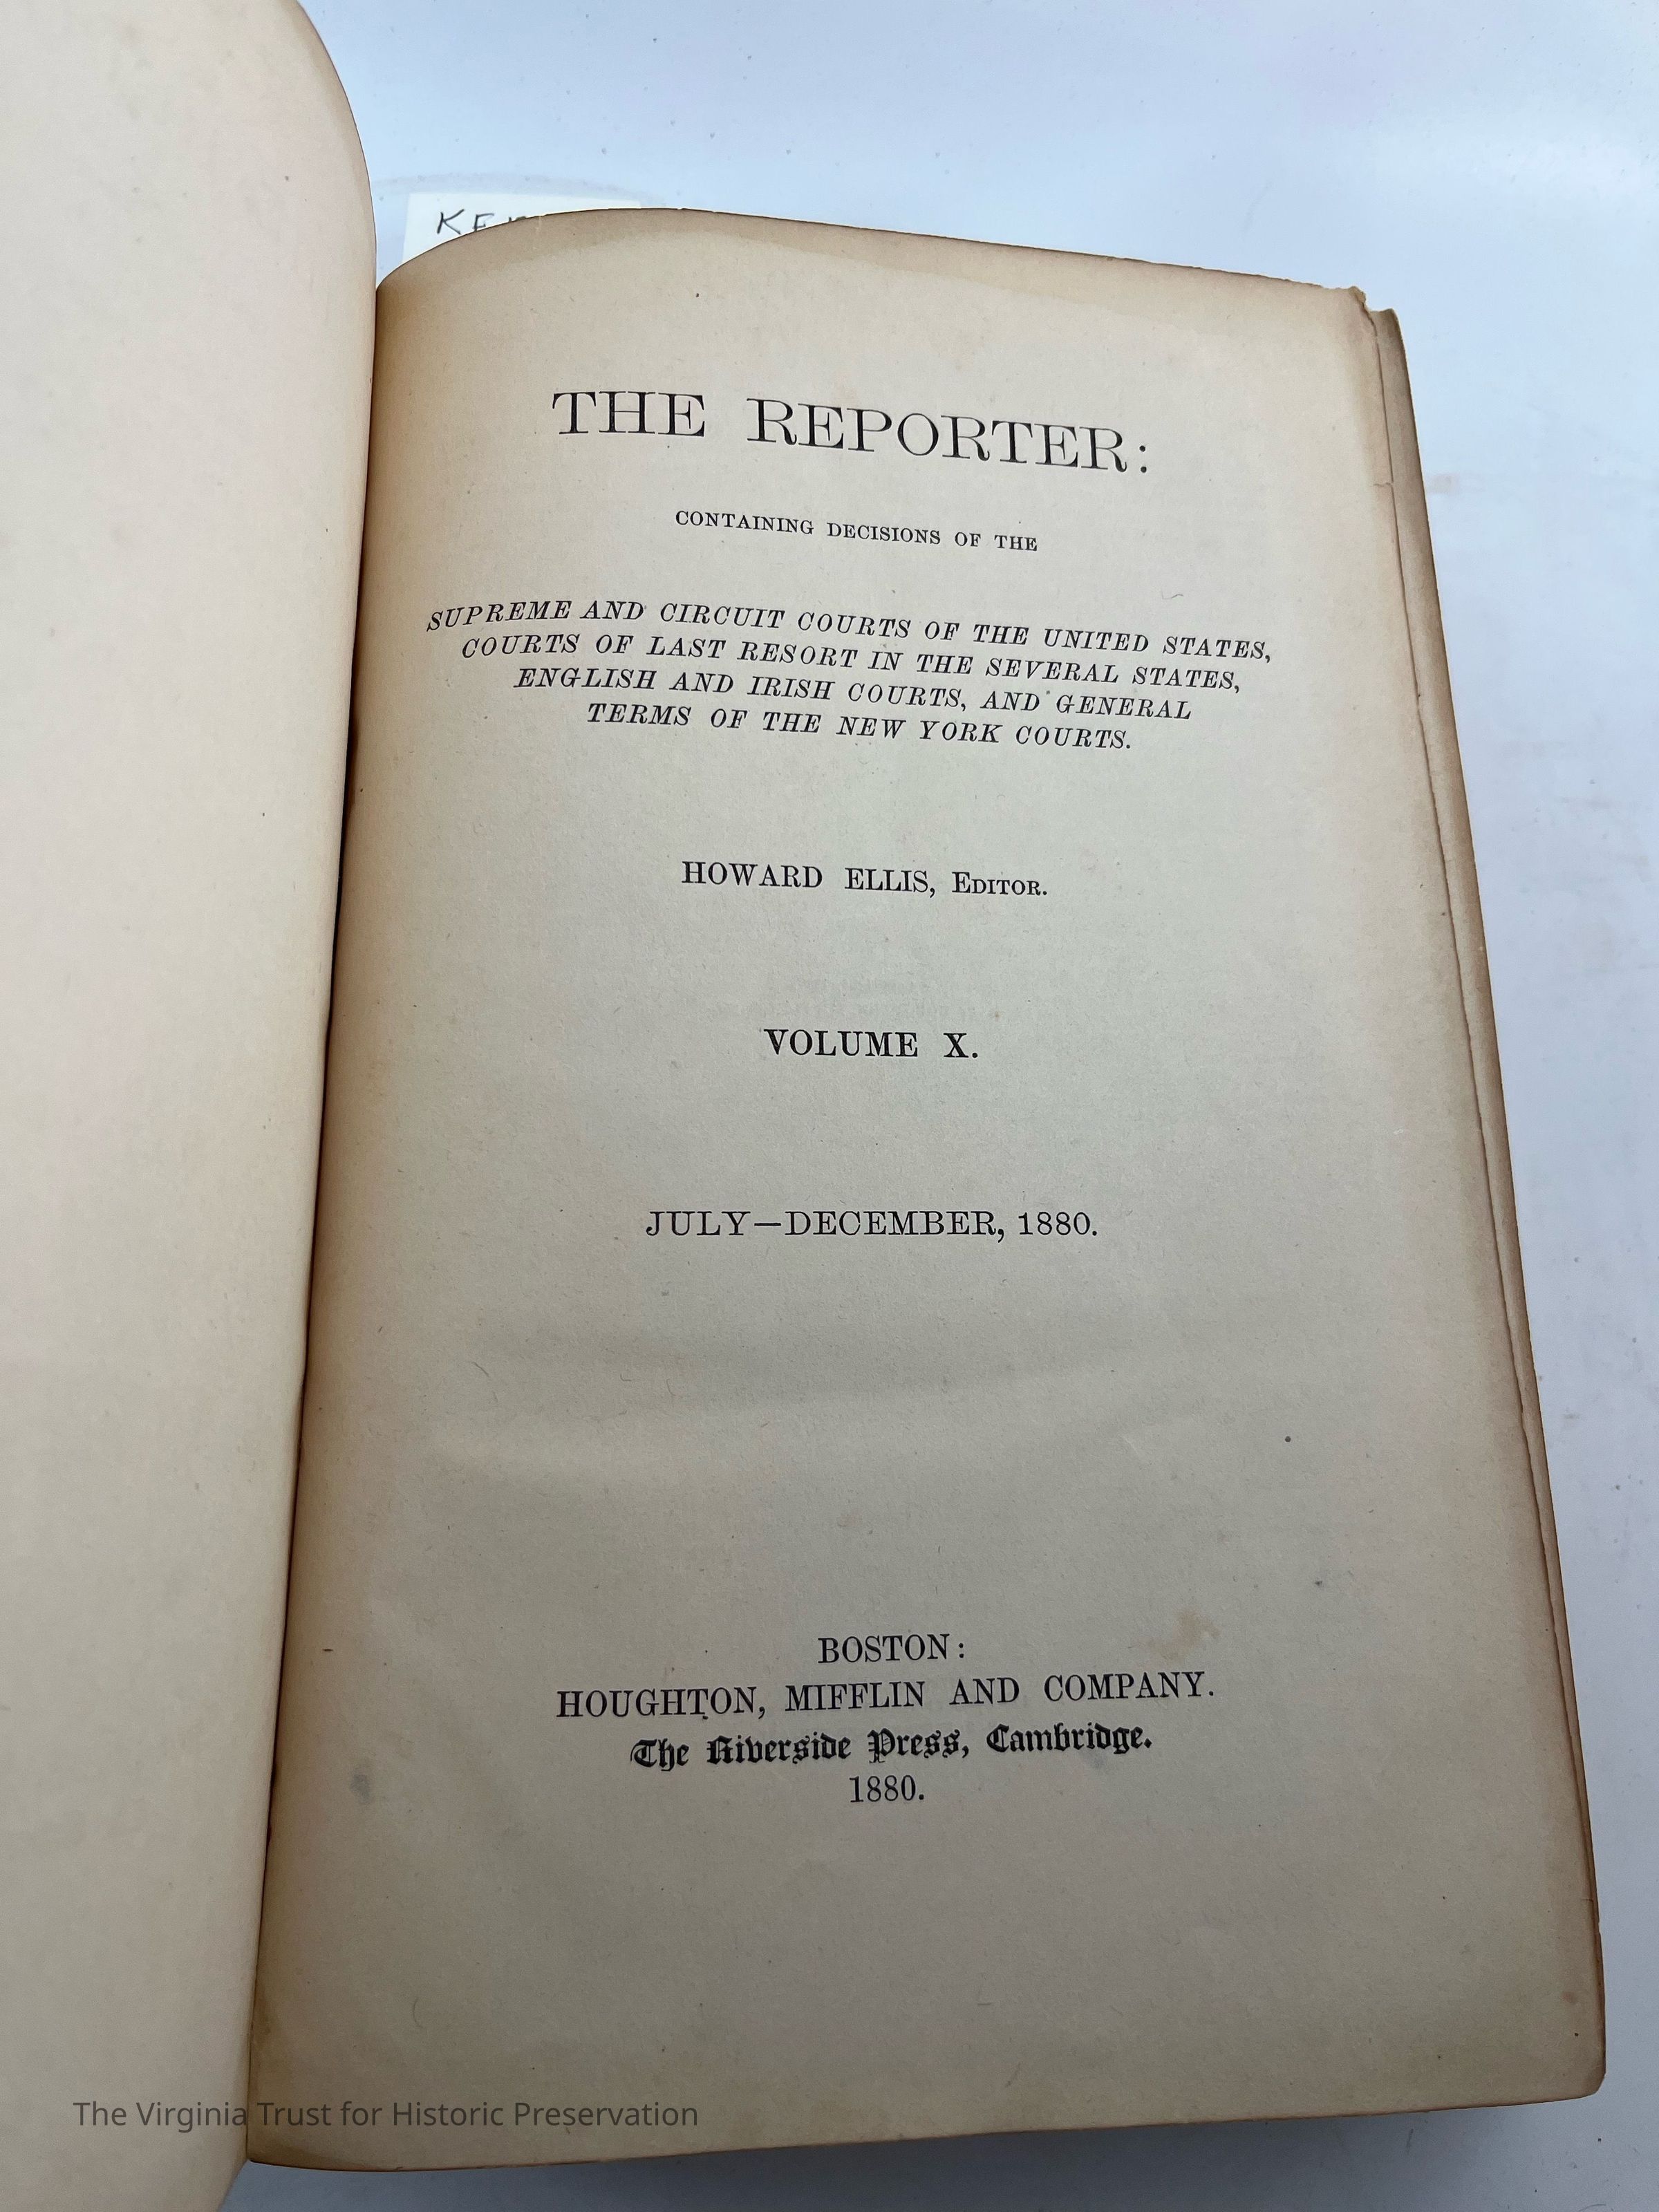 THE REPORTER:
CONTAINING DECISIONS OF THE
SUPREME AND CIRCUIT COURTS OF THE UNITED STATES,
COURTS OF LAST RESORT IN THE SEVERAL STATES,
ENGLISH AND IRISH COURTS, AND GENERAL
TERMS OF THE NEW YORK COURTS.
HOWARD ELLIS, EDITOR.
VOLUME X.
JULY—DECEMBER, 1880.
BOSTON:
HOUGHTON, MIFFLIN AND COMPANY.
The Riverside Press, Cambridge.
1880.
The Virginia Trust for Historic Preservation